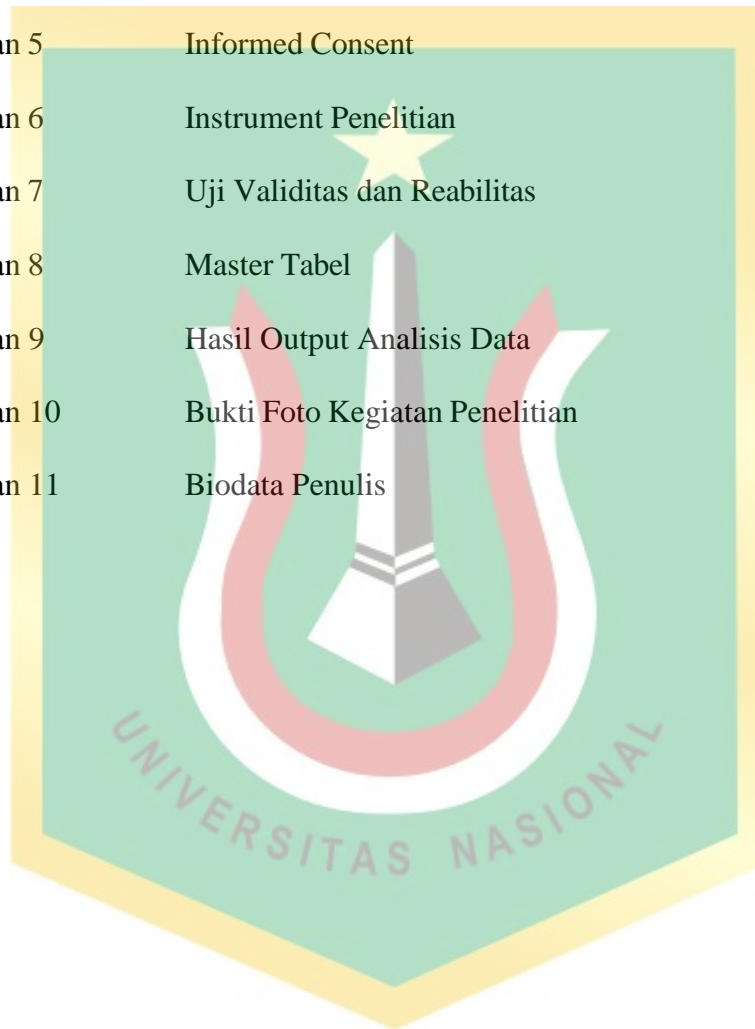 an 5 Informed Consent
an 6 Instrument Penelitian
an 7 Uji Validitas dan Reabilitas
an 8 Master Tabel
an 9 Hasil Output Analisis Data
an 10 Bukti Foto Kegiatan Penelitian
an 11 Biodata Penulis
UNIVERSITAS NASIONAL